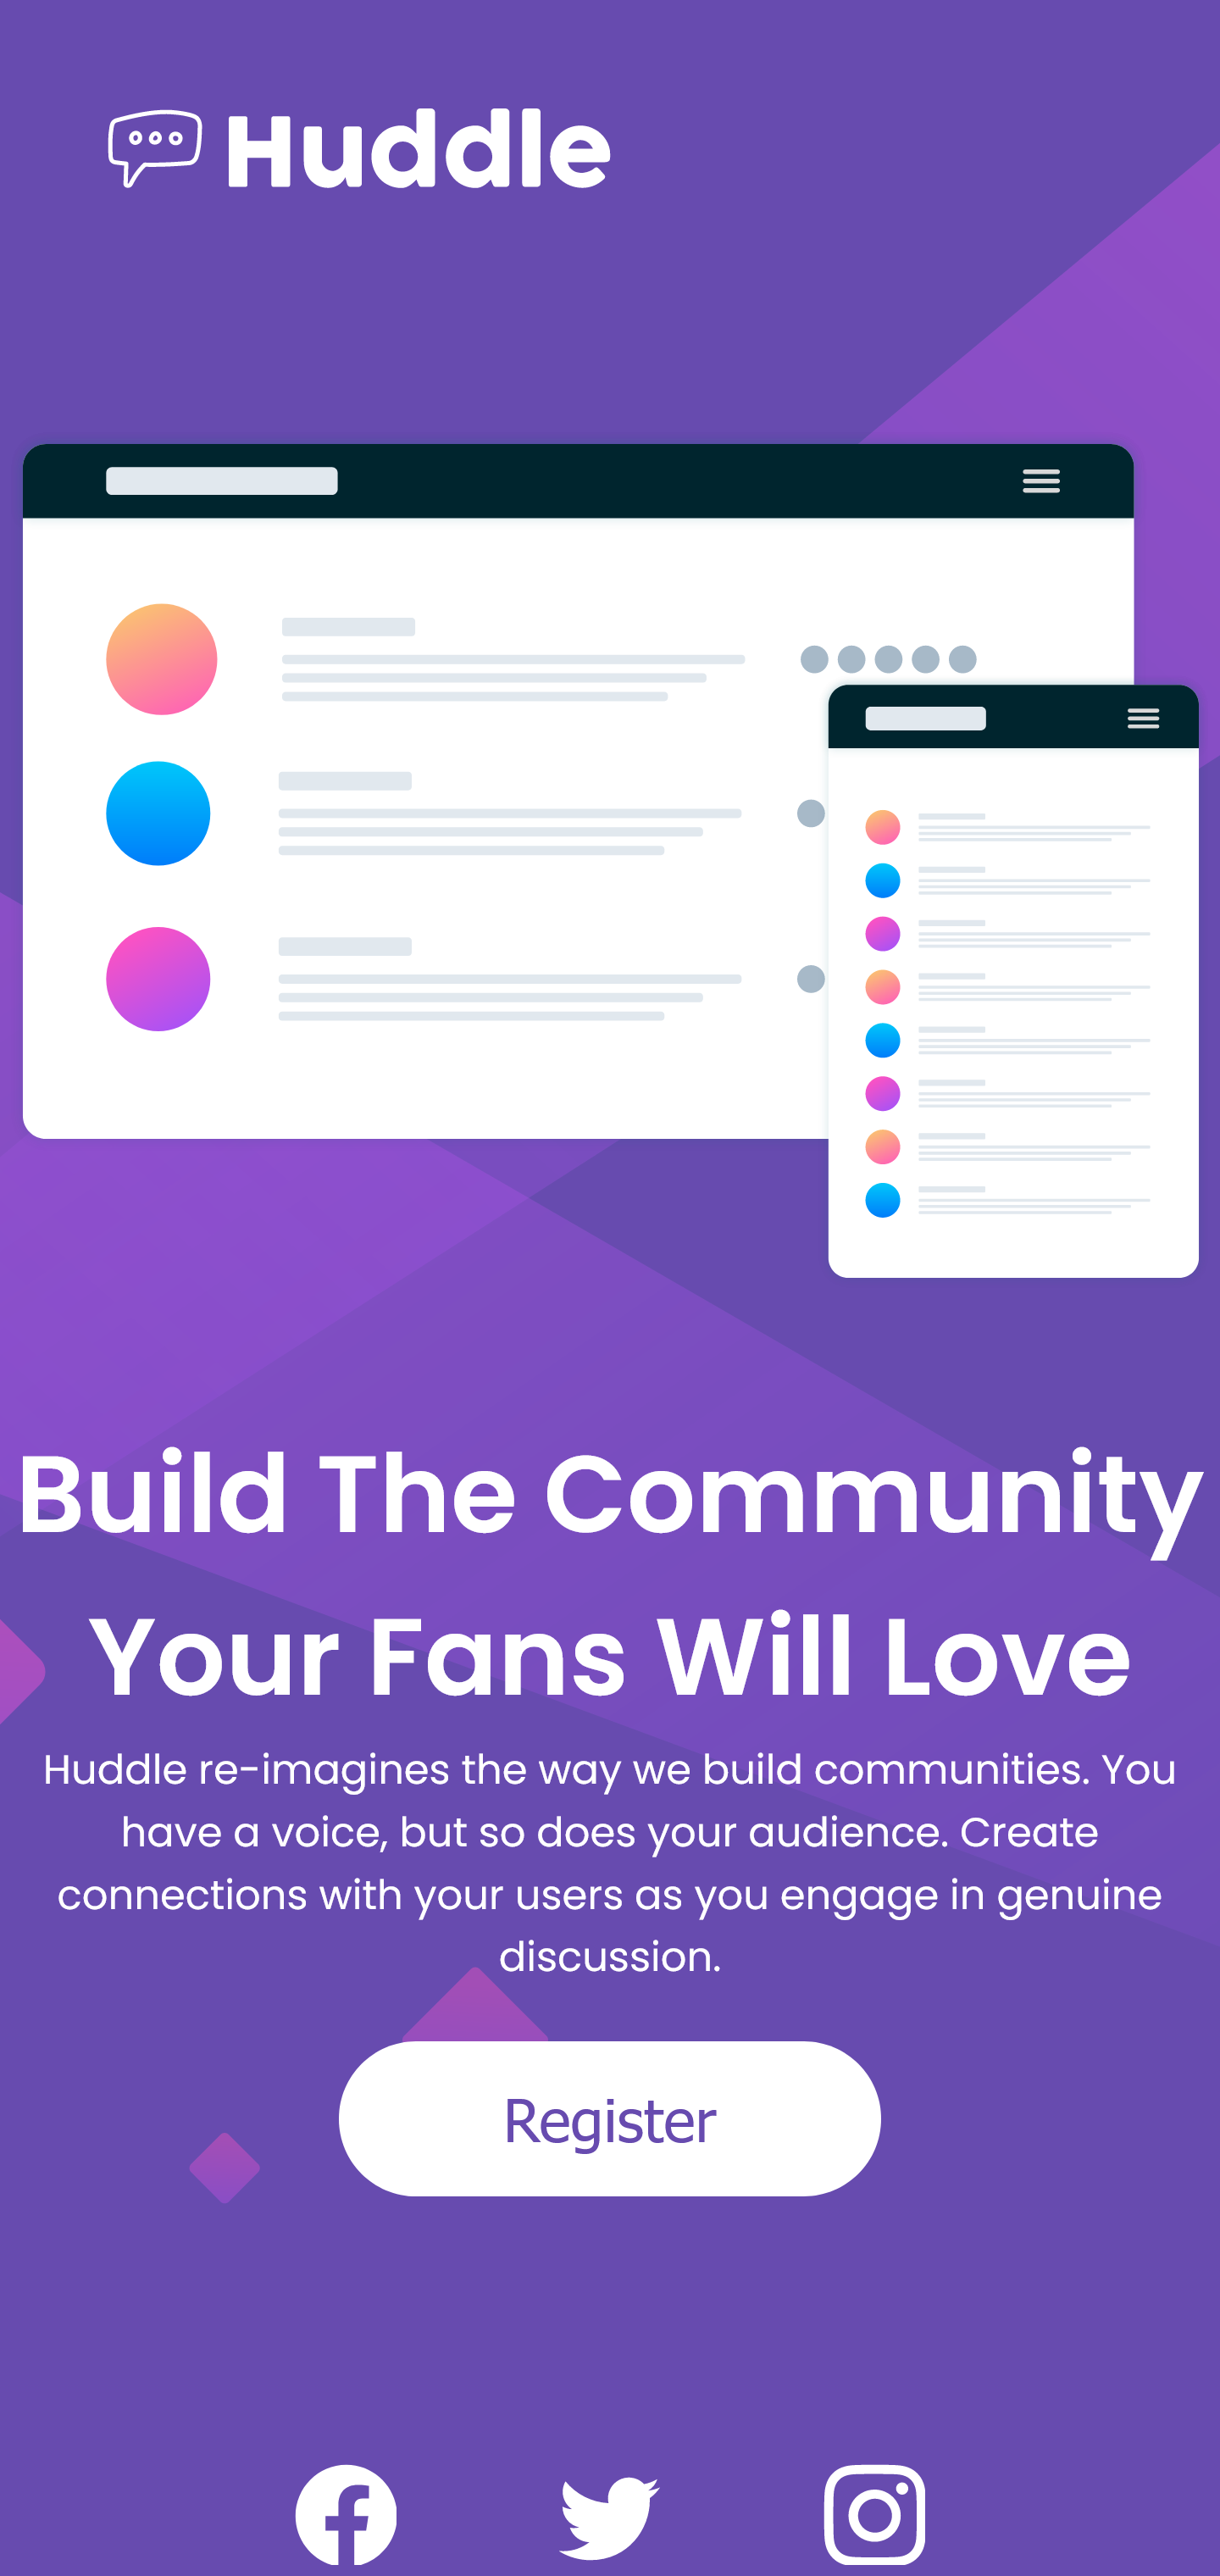 Huddle
Build The Community
Your Fans Will Love
Huddle re-imagines the way we build communities. You
have a voice, but so does your audience. Create
connections with your users as you engage in genuine
discussion.
Register